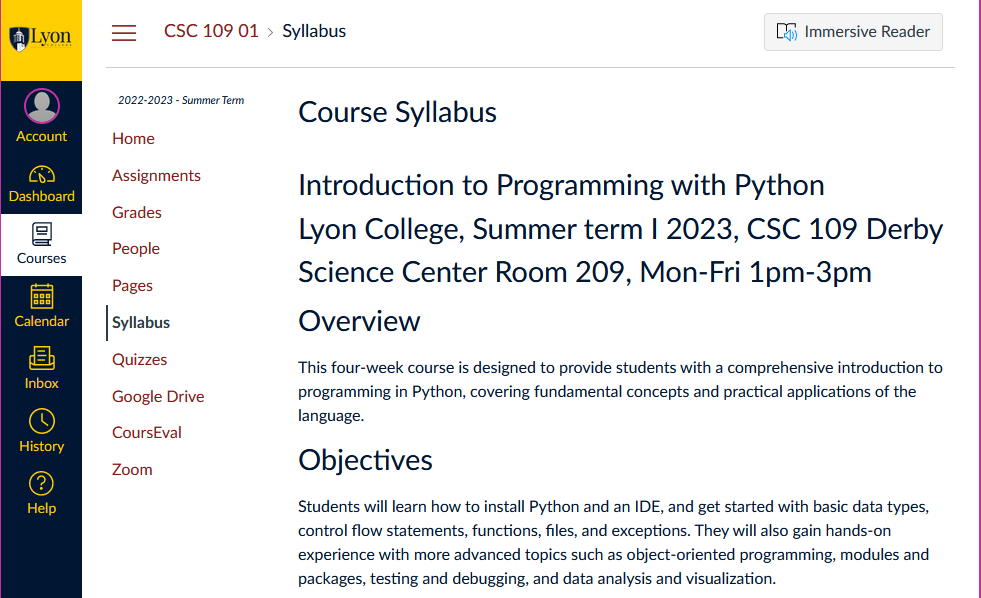 Lyon
COLLEGE
Account
Dashboard
Courses
Calendar
Inbox
History
Help
CSC 109 01 › Syllabus
Immersive Reader
2022-2023 - Summer Term
Home
Assignments
Grades
People
Pages
Syllabus
Quizzes
Google Drive
CoursEval
Zoom
Course Syllabus
Introduction to Programming with Python
Lyon College, Summer term I 2023, CSC 109 Derby
Science Center Room 209, Mon-Fri 1pm-3pm
Overview
This four-week course is designed to provide students with a comprehensive introduction to
programming in Python, covering fundamental concepts and practical applications of the
language.
Objectives
Students will learn how to install Python and an IDE, and get started with basic data types,
control flow statements, functions, files, and exceptions. They will also gain hands-on
experience with more advanced topics such as object-oriented programming, modules and
packages, testing and debugging, and data analysis and visualization.